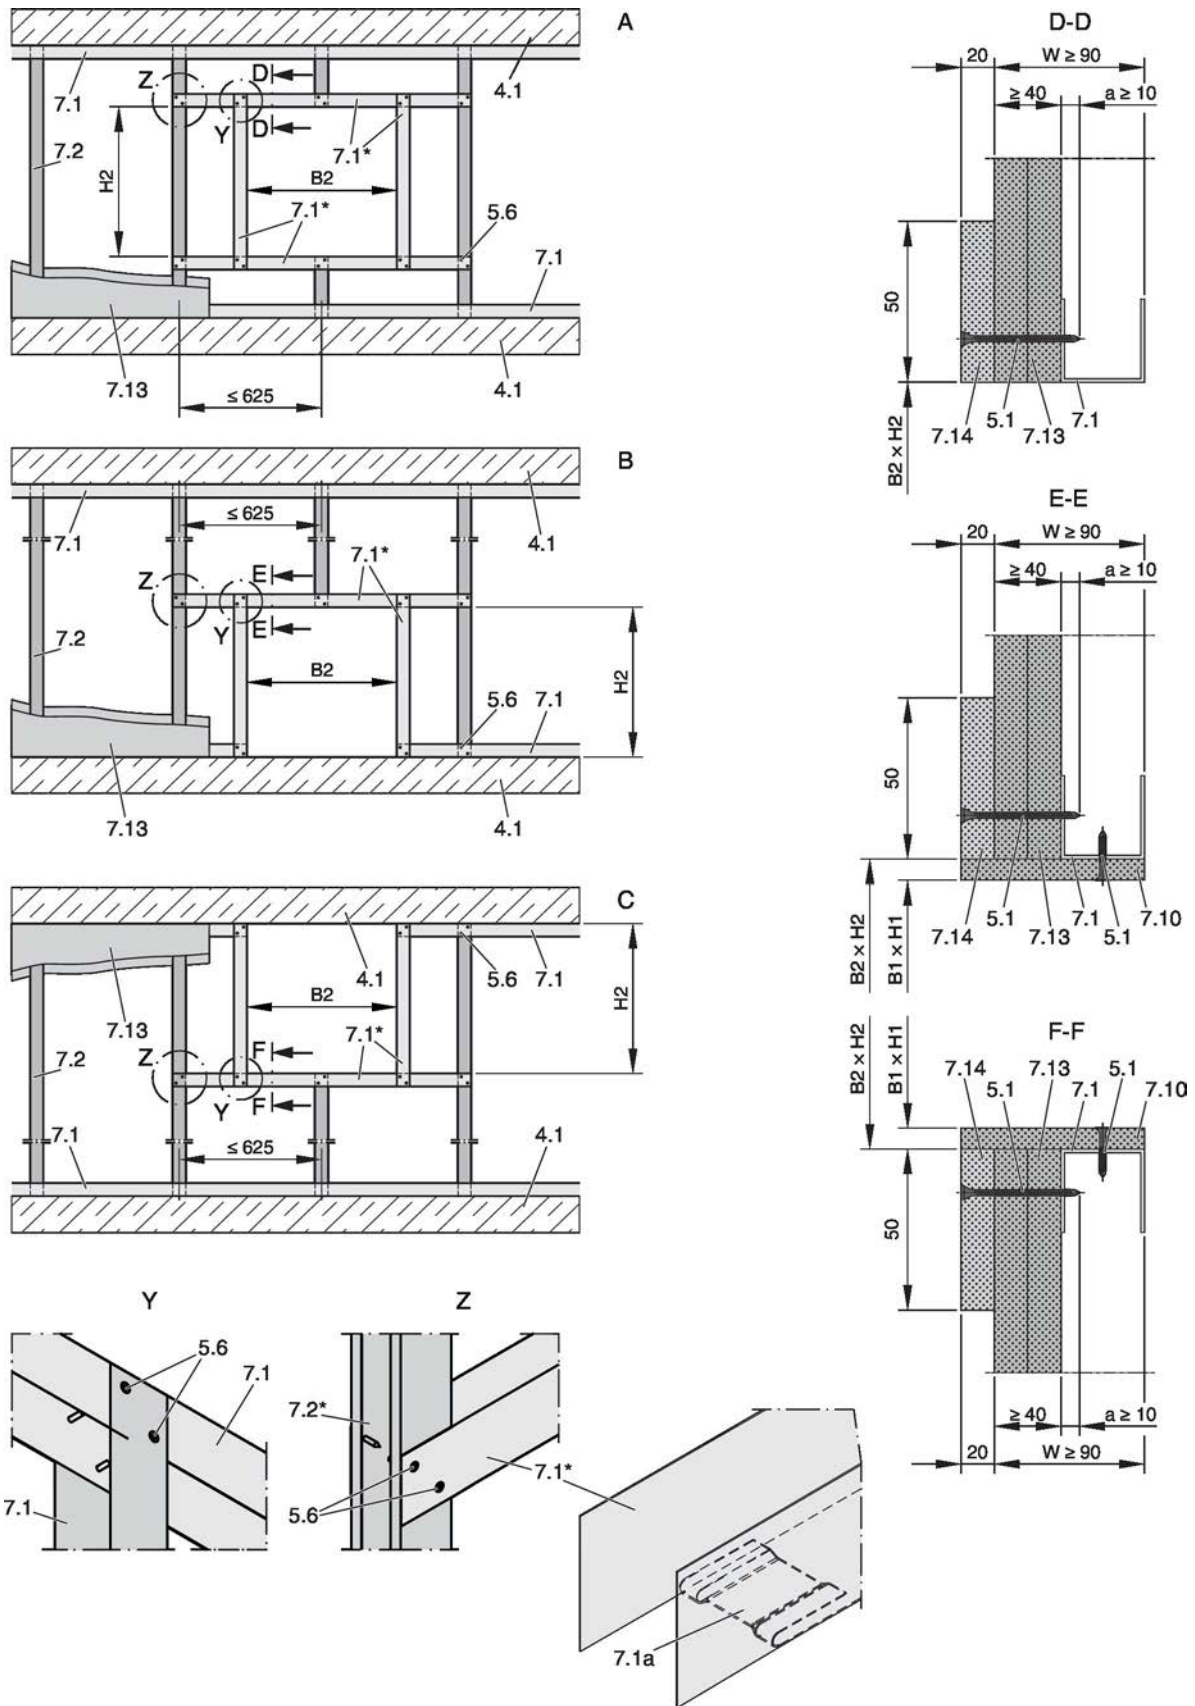 A
7.1
Z
D
4.1
Y
D
7.1*
7.2
H2
B2
7.1*
5.6
7.1
7.13
≤ 625
4.1
B
≤ 625
7.1
4.1
7.1*
Z
E
Y
E
7.2
B2
H2
5.6
7.1
7.13
4.1
C
4.1
5.6
7.1
7.13
B2
H2
7.1*
7.2
Z
F
Y
F
7.1
≤ 625
4.1
Y
5.6
7.1
7.1
Z
7.2*
7.1*
5.6
7.1a
D-D
20
W ≥ 90
≥ 40
a ≥ 10
50
B2 × H2
7.14
5.1
7.13
7.1
E-E
20
W ≥ 90
≥ 40
a ≥ 10
50
B2 × H2
B1 × H1
7.14
5.1
7.13
7.1
5.1
7.10
F-F
B2 × H2
B1 × H1
7.14
5.1
7.13
7.1
5.1
7.10
50
≥ 40
a ≥ 10
20
W ≥ 90